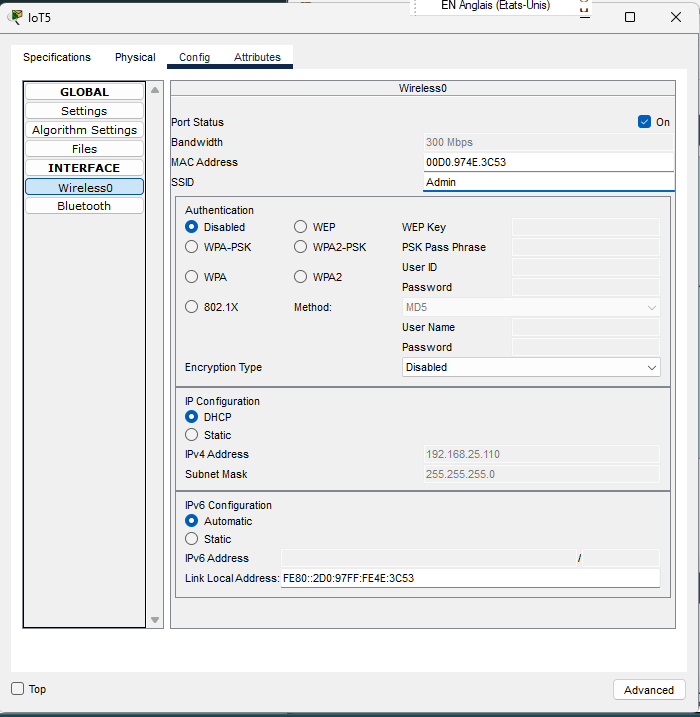 EN Anglais (Etats-Unis)
IoT5
Specifications Physical Config Attributes
GLOBAL
Settings
Algorithm Settings
Files
INTERFACE
Wireless0
Bluetooth
Wireless0
Port Status On
Bandwidth 300 Mbps
MAC Address 00D0.974E.3C53
SSID Admin
Authentication
Disabled WEP WEP Key
WPA-PSK WPA2-PSK PSK Pass Phrase
User ID
WPA WPA2
Password
802.1X Method: MD5
User Name
Password
Encryption Type Disabled
IP Configuration
DHCP
Static
IPv4 Address 192.168.25.110
Subnet Mask 255.255.255.0
IPv6 Configuration
Automatic
Static
IPv6 Address /
Link Local Address: FE80::2D0:97FF:FE4E:3C53
Top Advanced